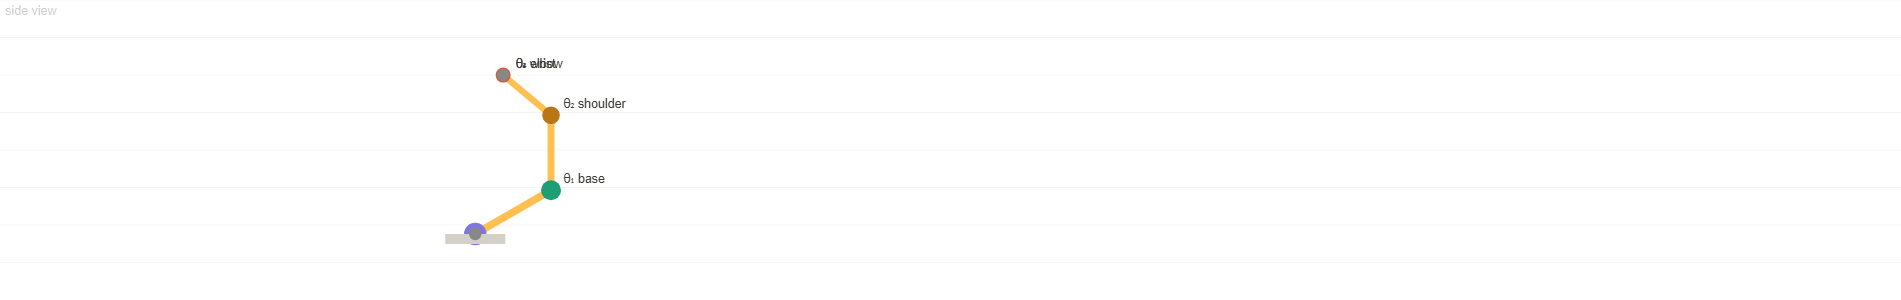 side view
θ₂ shoulder
θ₁ base